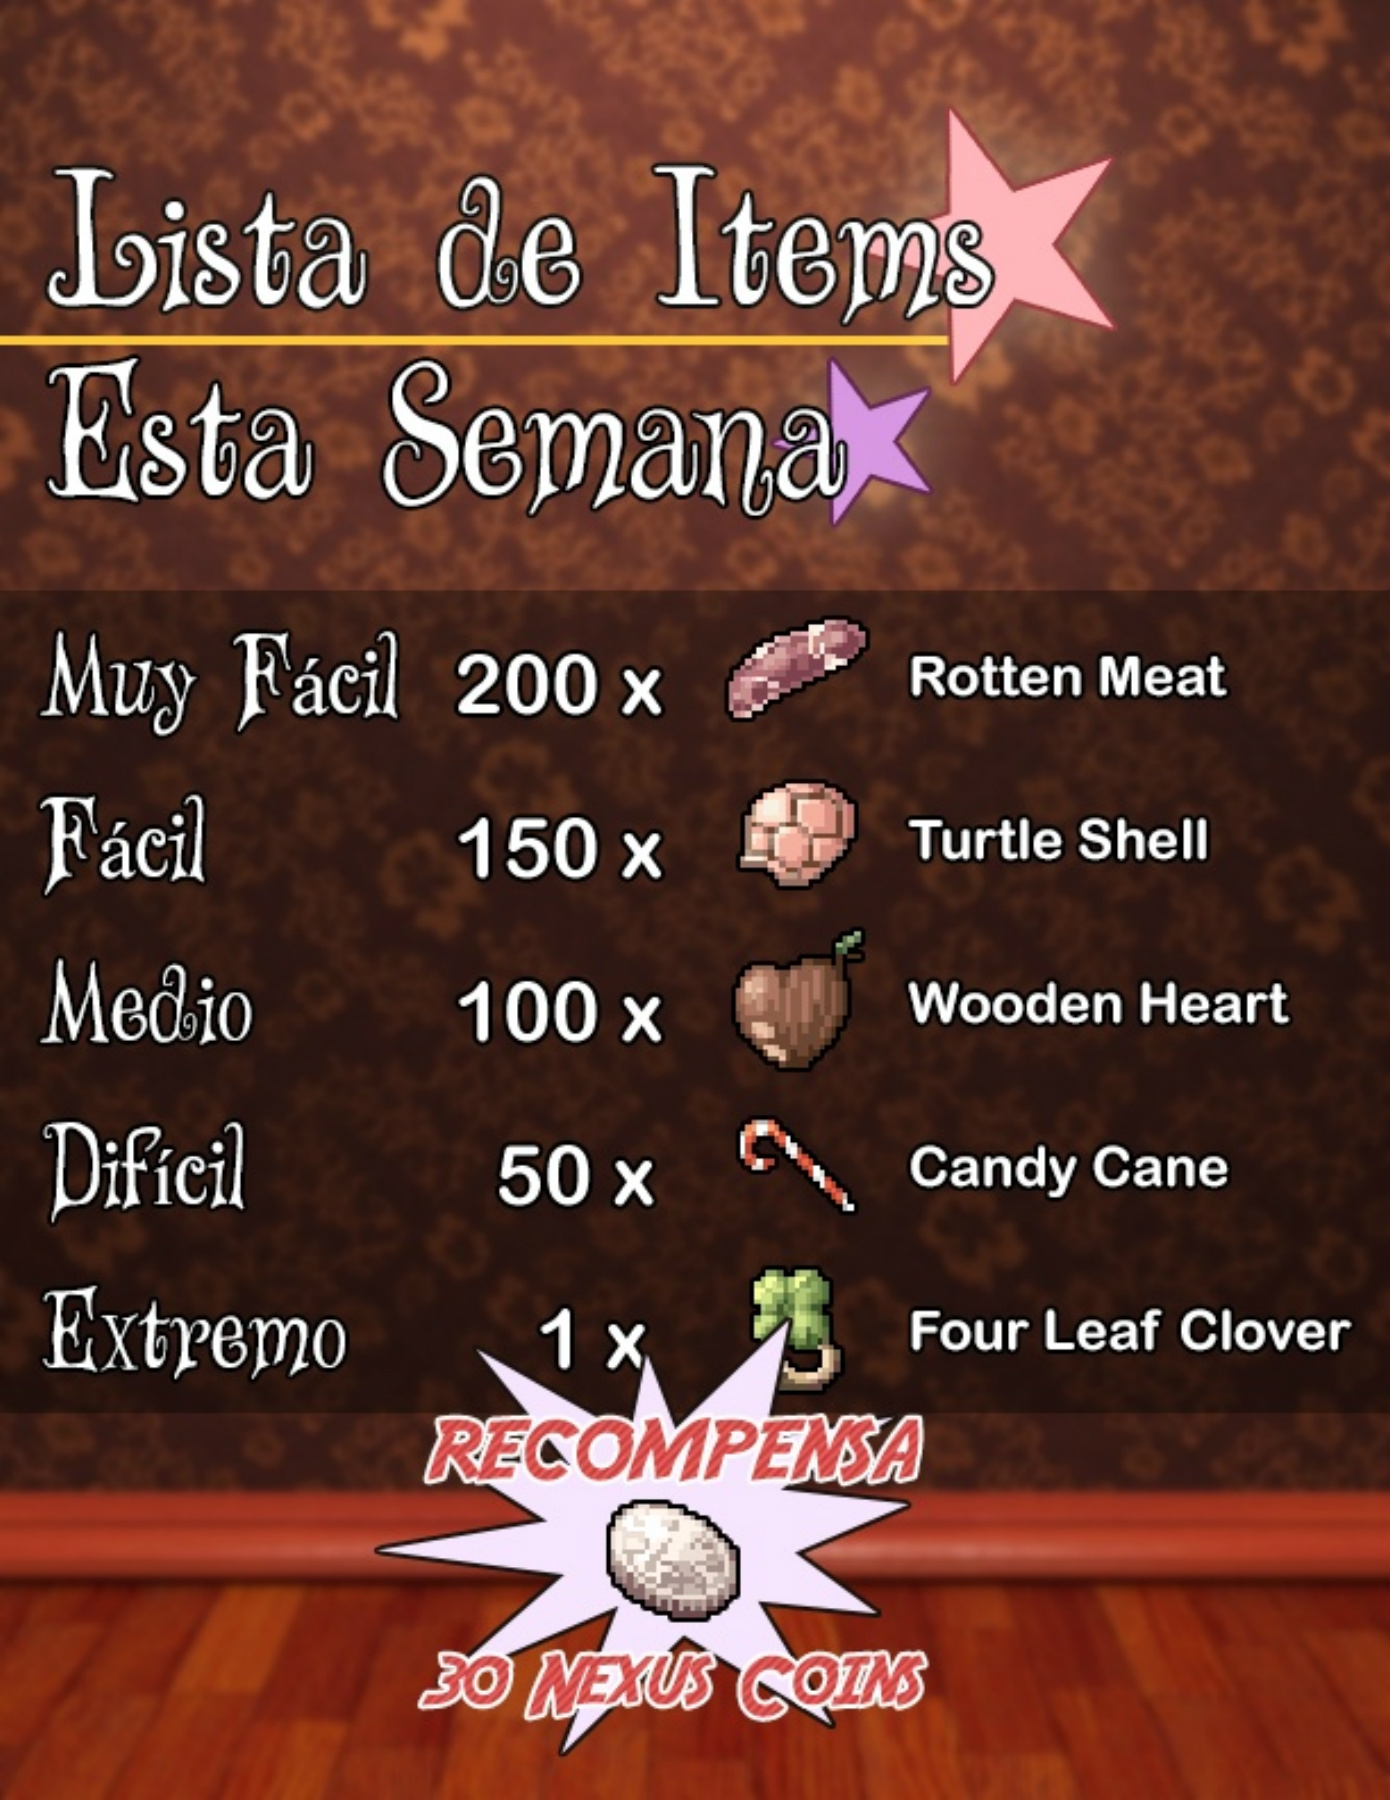 Lista de Items
Esta Semana
Muy Fácil 200 x Rotten Meat
Fácil 150 x Turtle Shell
Medio 100 x Wooden Heart
Difícil 50 x Candy Cane
Extremo 1 x Four Leaf Clover
RECOMPENSA
30 NEXUS COINS